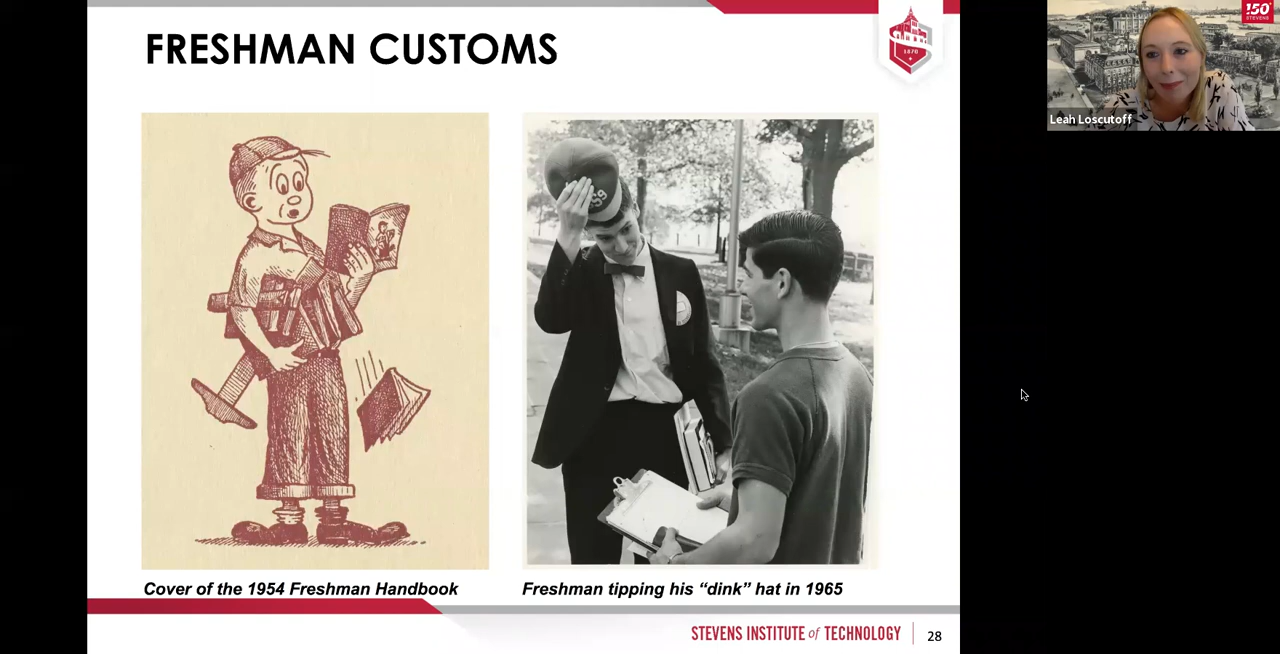 FRESHMAN CUSTOMS
1870
150
STEVENS
Leah Loscutoff
Cover of the 1954 Freshman Handbook
Freshman tipping his “dink” hat in 1965
STEVENS INSTITUTE of TECHNOLOGY
28